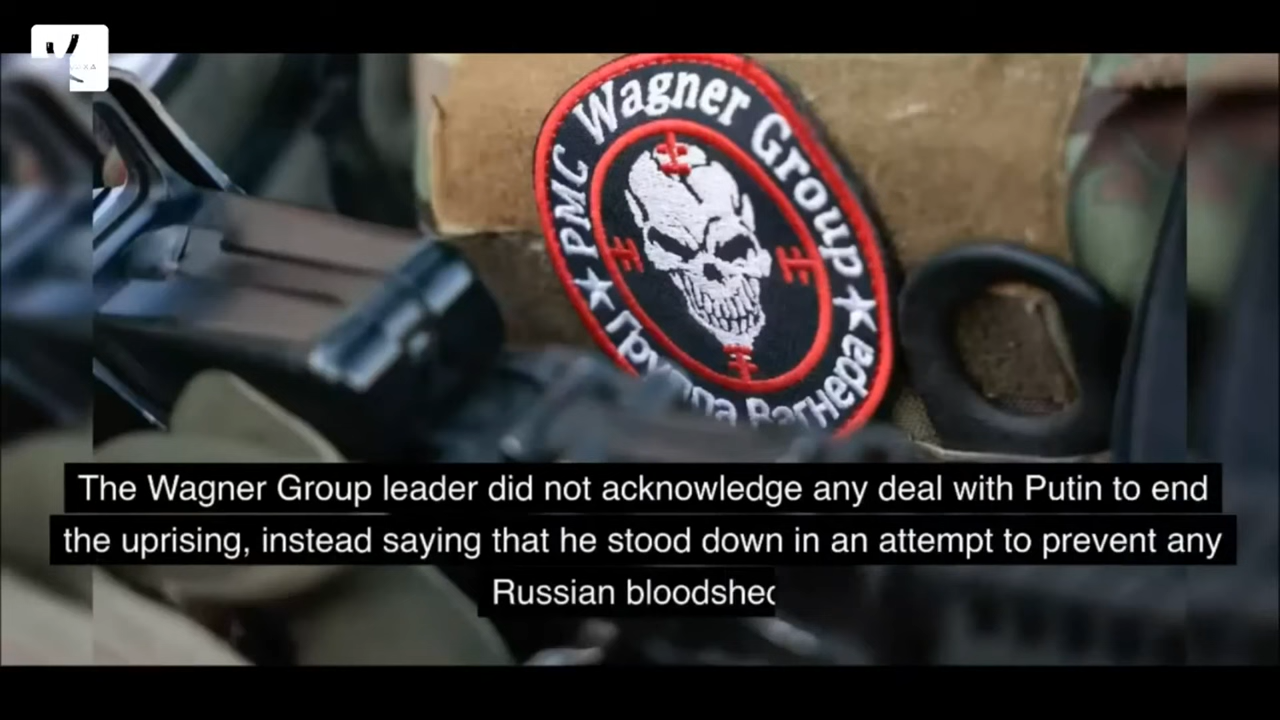 PMC Wagner Group
Группа Вагнера
The Wagner Group leader did not acknowledge any deal with Putin to end
the uprising, instead saying that he stood down in an attempt to prevent any
Russian bloodshed